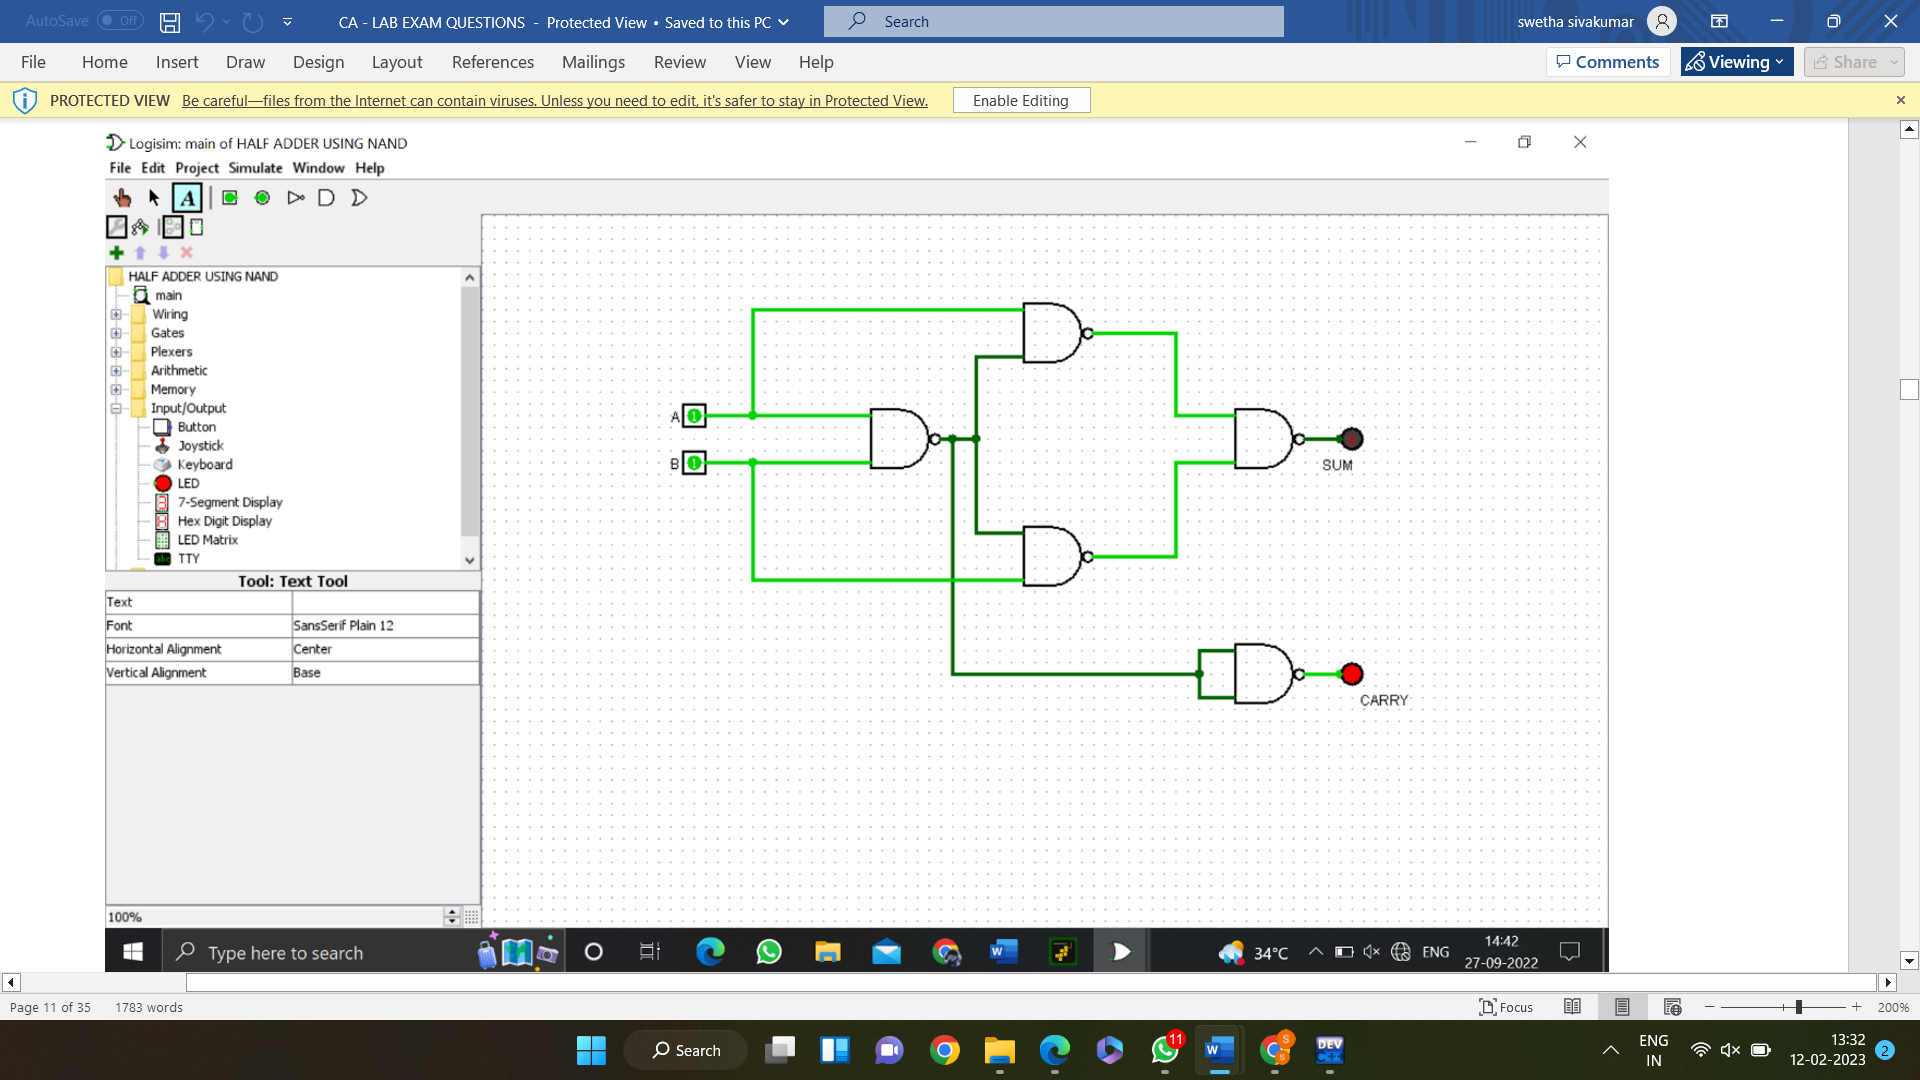 AutoSave Off
CA - LAB EXAM QUESTIONS - Protected View • Saved to this PC
Search
swetha sivakumar
File Home Insert Draw Design Layout References Mailings Review View Help
Comments Viewing Share
PROTECTED VIEW Be careful—files from the Internet can contain viruses. Unless you need to edit, it's safer to stay in Protected View. Enable Editing
Logisim: main of HALF ADDER USING NAND
File Edit Project Simulate Window Help
A
HALF ADDER USING NAND
main
Wiring
Gates
Plexers
Arithmetic
Memory
Input/Output
Button
Joystick
Keyboard
LED
7-Segment Display
Hex Digit Display
LED Matrix
TTY
Tool: Text Tool
Text
Font SansSerif Plain 12
Horizontal Alignment Center
Vertical Alignment Base
100%
A 1
B 1
SUM
CARRY
Type here to search
34°C
ENG
14:42
27-09-2022
Page 11 of 35 1783 words
Focus
200%
Search
11
DEV C++
ENG
IN
13:32
12-02-2023
2